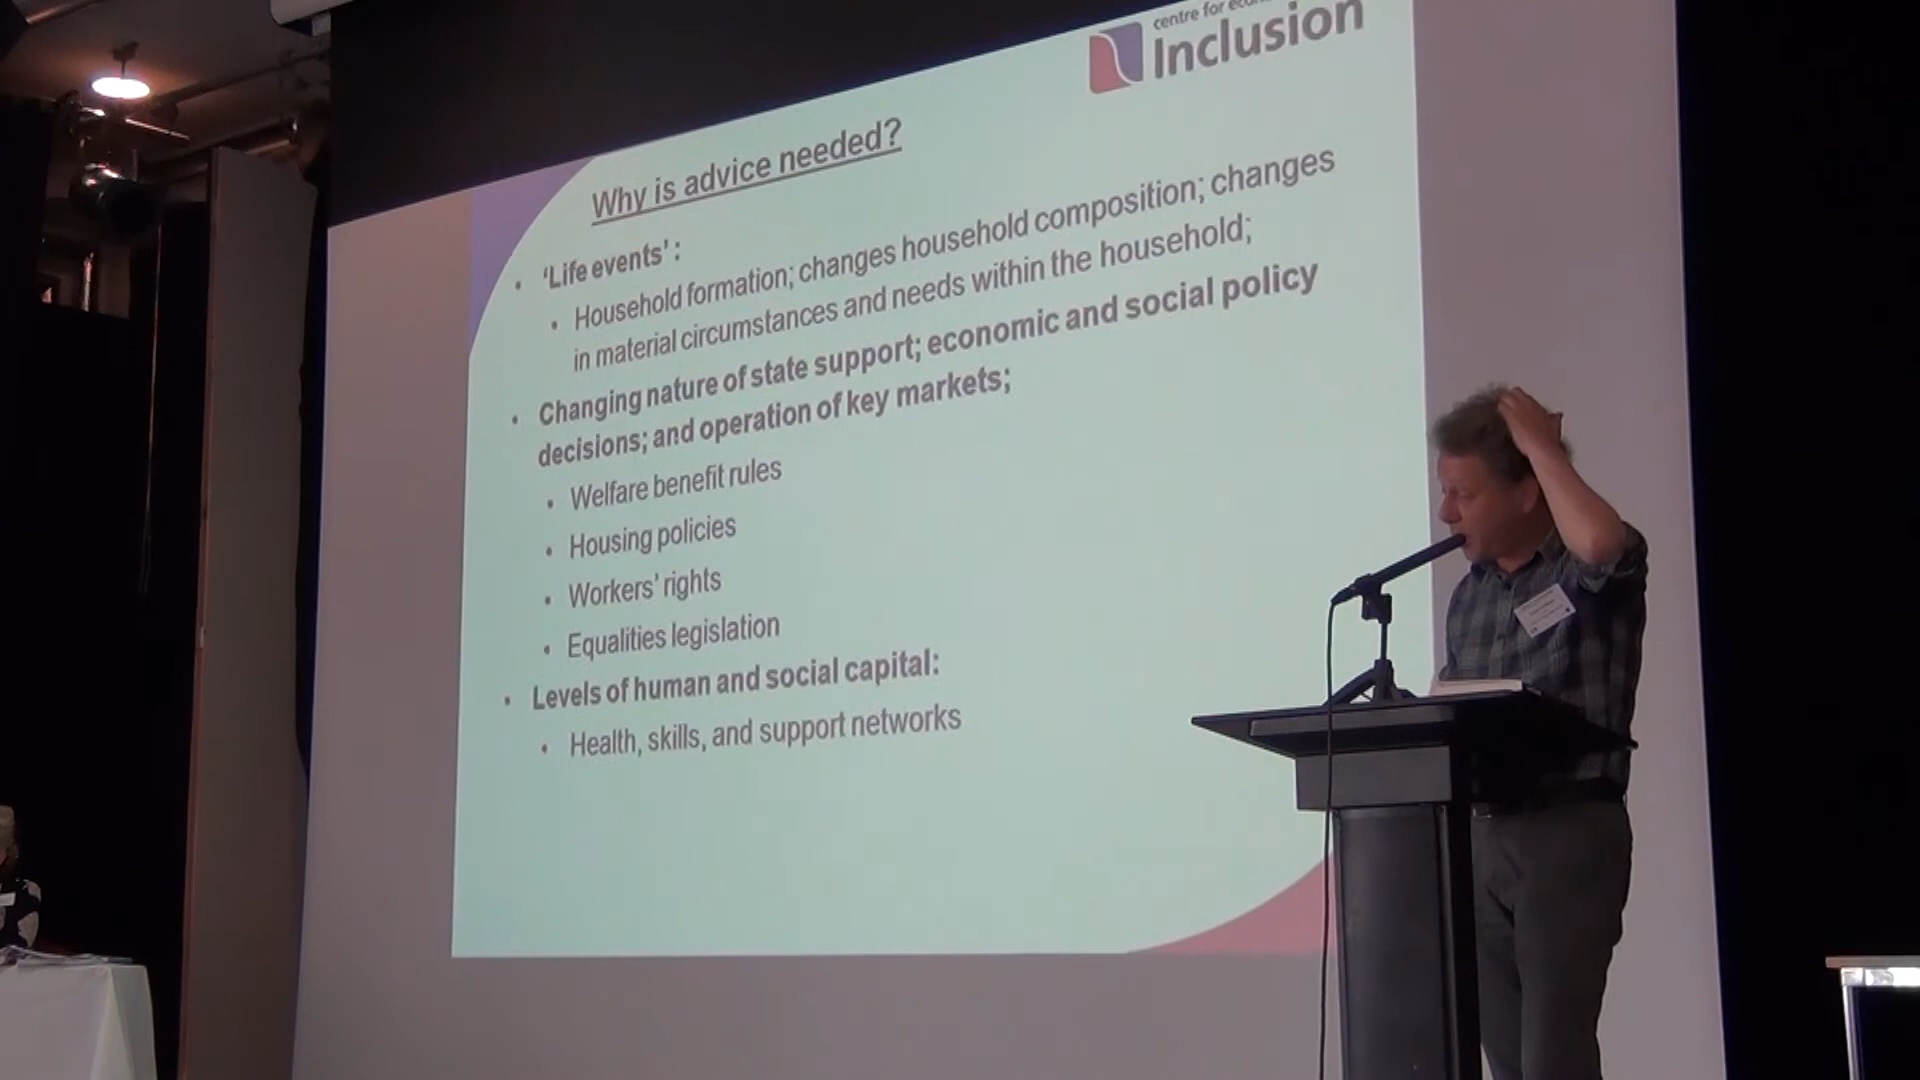 centre for
Inclusion
Why is advice needed?
• 'Life events' :
• Household formation; changes household composition; changes
in material circumstances and needs within the household;
• Changing nature of state support; economic and social policy
decisions; and operation of key markets;
• Welfare benefit rules
• Housing policies
• Workers' rights
• Equalities legislation
• Levels of human and social capital:
• Health, skills, and support networks